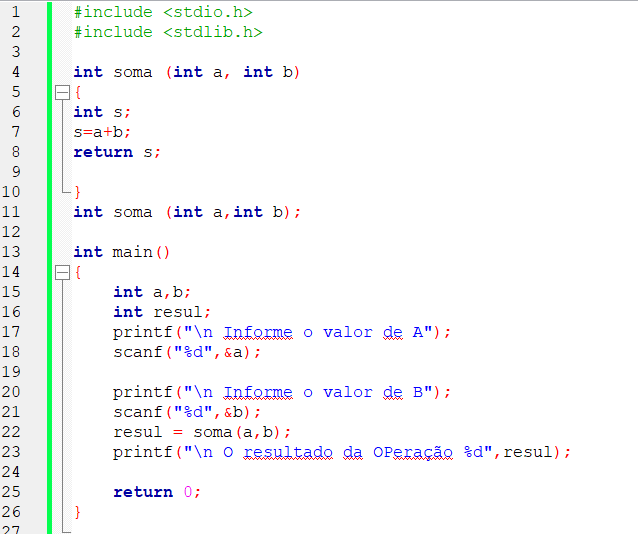 1 #include <stdio.h>
2 #include <stdlib.h>
3
4 int soma (int a, int b)
5 {
6 int s;
7 s=a+b;
8 return s;
9
10 }
11 int soma (int a,int b);
12
13 int main()
14 {
15 int a,b;
16 int resul;
17 printf("\n Informe o valor de A");
18 scanf("%d",&a);
19
20 printf("\n Informe o valor de B");
21 scanf("%d",&b);
22 resul = soma(a,b);
23 printf("\n O resultado da OPeração %d",resul);
24
25 return 0;
26 }
27